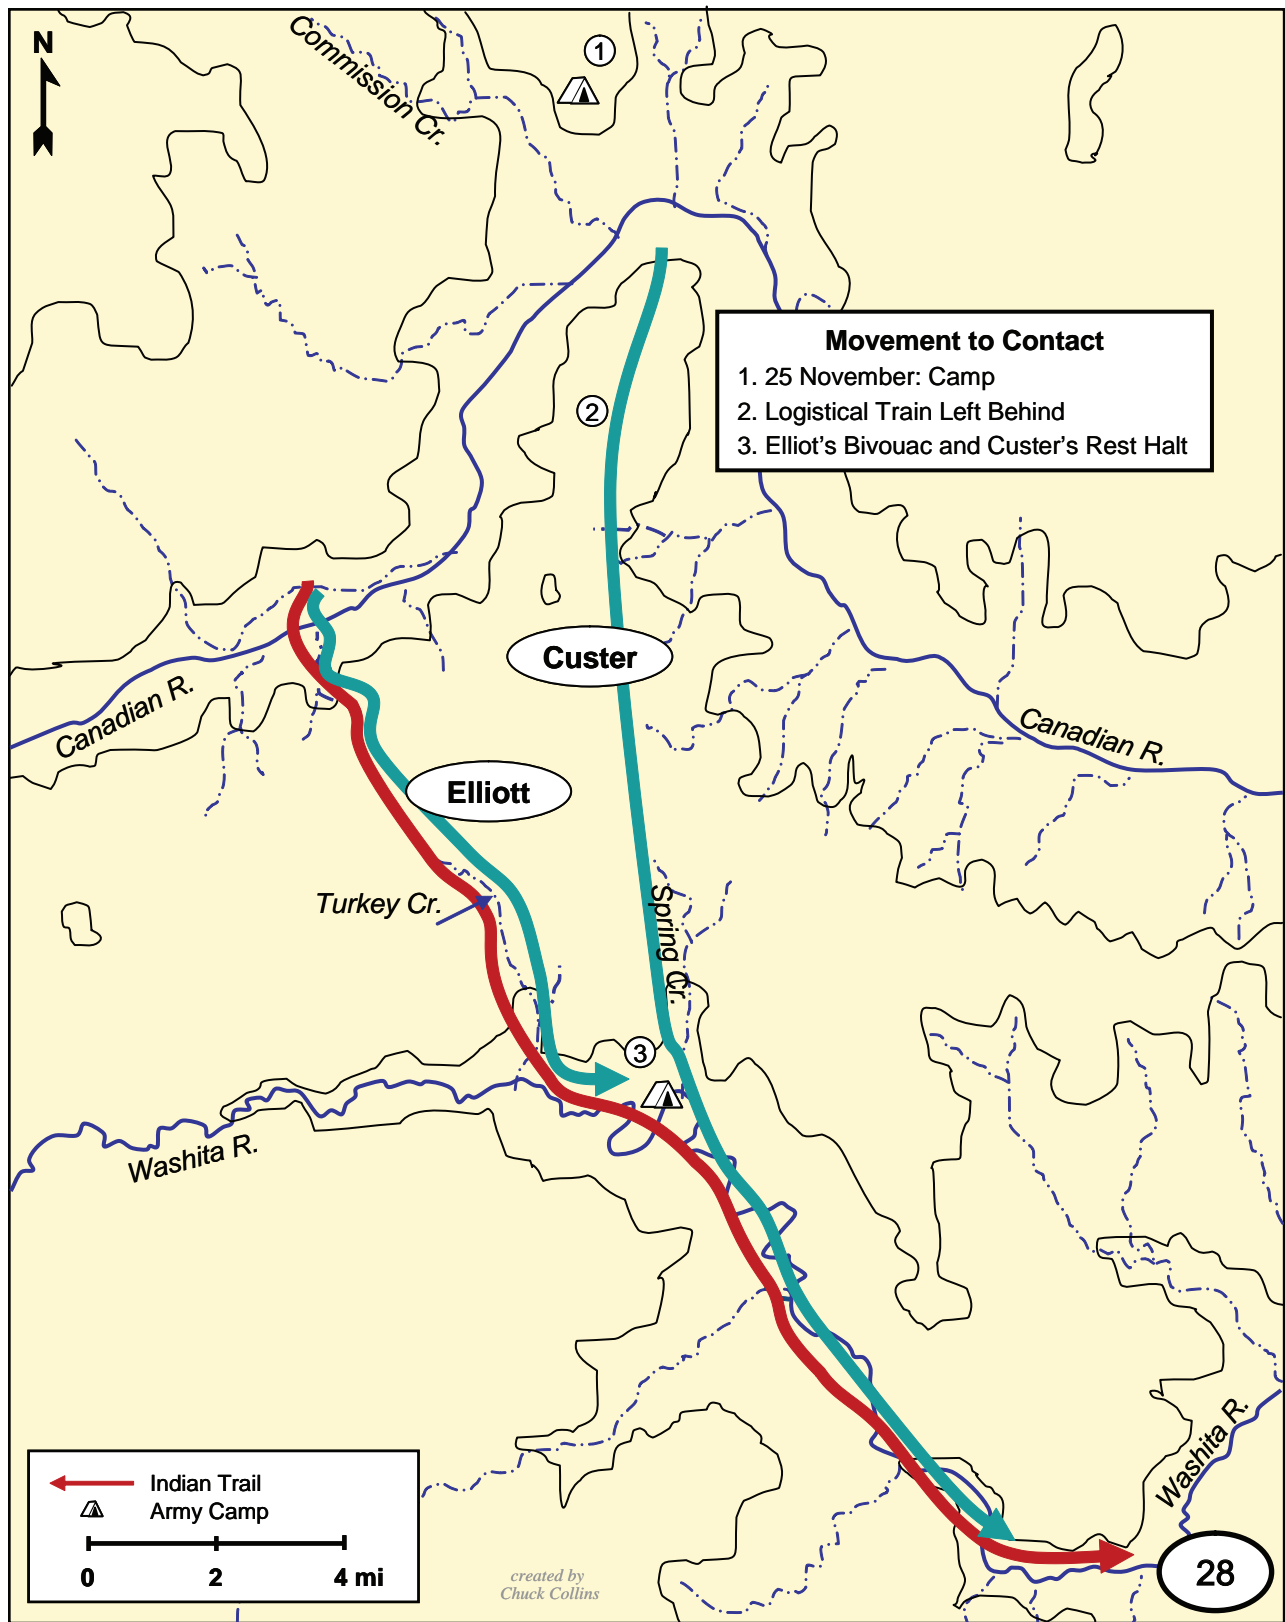 N
Commission Cr.
1
Movement to Contact
1. 25 November: Camp
2. Logistical Train Left Behind
3. Elliot's Bivouac and Custer's Rest Halt
2
Custer
Canadian R.
Canadian R.
Elliott
Turkey Cr.
Spring Cr.
3
Washita R.
Washita R.
Indian Trail
Army Camp
0 2 4 mi
created by
Chuck Collins
28